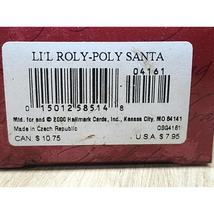 LI'L ROLY-POLY SANTA
04161
0 15012 58514 8
Mfd. for and © 2000 Hallmark Cards, Inc., Kansas City, MO 64141
Made in Czech Republic
QBG4161
CAN. $ 10.75
U.S.A. $ 7.95